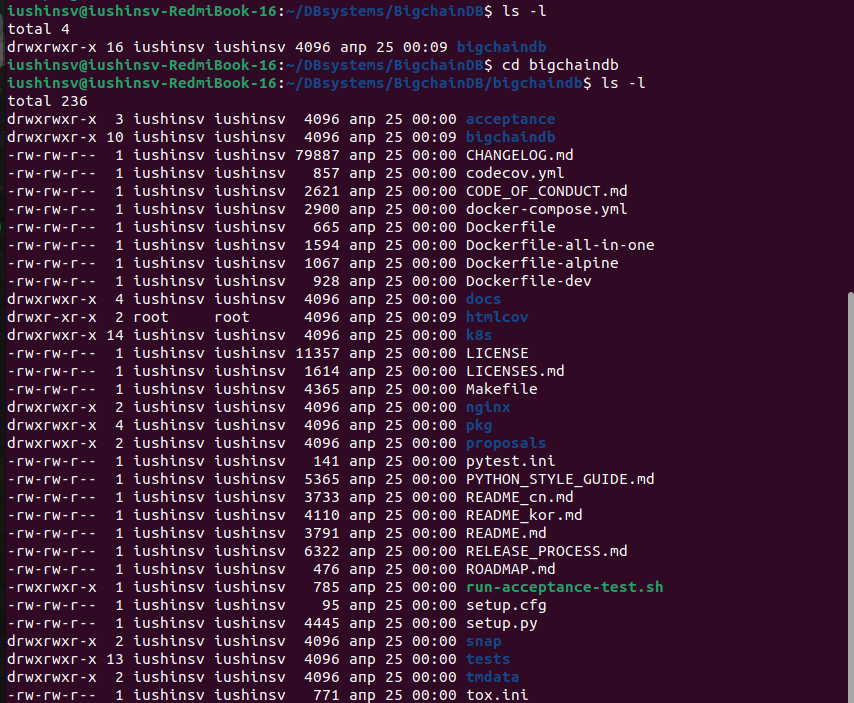 iushinsv@iushinsv-RedmiBook-16:~/DBsystems/BigchainDB$ ls -l
total 4
drwxrwxr-x 16 iushinsv iushinsv 4096 апр 25 00:09 bigchaindb
iushinsv@iushinsv-RedmiBook-16:~/DBsystems/BigchainDB$ cd bigchaindb
iushinsv@iushinsv-RedmiBook-16:~/DBsystems/BigchainDB/bigchaindb$ ls -l
total 236
drwxrwxr-x  3 iushinsv iushinsv  4096 апр 25 00:00 acceptance
drwxrwxr-x 10 iushinsv iushinsv  4096 апр 25 00:09 bigchaindb
-rw-rw-r--  1 iushinsv iushinsv 79887 апр 25 00:00 CHANGELOG.md
-rw-rw-r--  1 iushinsv iushinsv   857 апр 25 00:00 codecov.yml
-rw-rw-r--  1 iushinsv iushinsv  2621 апр 25 00:00 CODE_OF_CONDUCT.md
-rw-rw-r--  1 iushinsv iushinsv  2900 апр 25 00:00 docker-compose.yml
-rw-rw-r--  1 iushinsv iushinsv   665 апр 25 00:00 Dockerfile
-rw-rw-r--  1 iushinsv iushinsv  1594 апр 25 00:00 Dockerfile-all-in-one
-rw-rw-r--  1 iushinsv iushinsv  1067 апр 25 00:00 Dockerfile-alpine
-rw-rw-r--  1 iushinsv iushinsv   928 апр 25 00:00 Dockerfile-dev
drwxrwxr-x  4 iushinsv iushinsv  4096 апр 25 00:00 docs
drwxr-xr-x  2 root     root      4096 апр 25 00:09 htmlcov
drwxrwxr-x 14 iushinsv iushinsv  4096 апр 25 00:00 k8s
-rw-rw-r--  1 iushinsv iushinsv 11357 апр 25 00:00 LICENSE
-rw-rw-r--  1 iushinsv iushinsv  1614 апр 25 00:00 LICENSES.md
-rw-rw-r--  1 iushinsv iushinsv  4365 апр 25 00:00 Makefile
drwxrwxr-x  2 iushinsv iushinsv  4096 апр 25 00:00 nginx
drwxrwxr-x  4 iushinsv iushinsv  4096 апр 25 00:00 pkg
drwxrwxr-x  2 iushinsv iushinsv  4096 апр 25 00:00 proposals
-rw-rw-r--  1 iushinsv iushinsv   141 апр 25 00:00 pytest.ini
-rw-rw-r--  1 iushinsv iushinsv  5365 апр 25 00:00 PYTHON_STYLE_GUIDE.md
-rw-rw-r--  1 iushinsv iushinsv  3733 апр 25 00:00 README_cn.md
-rw-rw-r--  1 iushinsv iushinsv  4110 апр 25 00:00 README_kor.md
-rw-rw-r--  1 iushinsv iushinsv  3791 апр 25 00:00 README.md
-rw-rw-r--  1 iushinsv iushinsv  6322 апр 25 00:00 RELEASE_PROCESS.md
-rw-rw-r--  1 iushinsv iushinsv   476 апр 25 00:00 ROADMAP.md
-rwxrwxr-x  1 iushinsv iushinsv   785 апр 25 00:00 run-acceptance-test.sh
-rw-rw-r--  1 iushinsv iushinsv    95 апр 25 00:00 setup.cfg
-rw-rw-r--  1 iushinsv iushinsv  4445 апр 25 00:00 setup.py
drwxrwxr-x  2 iushinsv iushinsv  4096 апр 25 00:00 snap
drwxrwxr-x 13 iushinsv iushinsv  4096 апр 25 00:00 tests
drwxrwxr-x  2 iushinsv iushinsv  4096 апр 25 00:00 tmdata
-rw-rw-r--  1 iushinsv iushinsv   771 апр 25 00:00 tox.ini